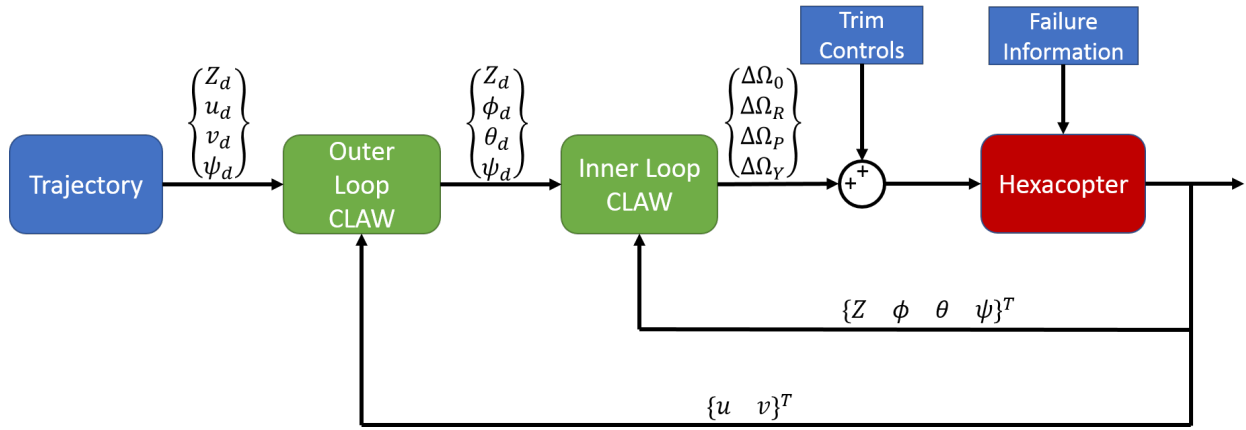 Trim
Controls
Failure
Information
Z_d
u_d
v_d
ψ_d
Z_d
ϕ_d
θ_d
ψ_d
ΔΩ_0
ΔΩ_R
ΔΩ_P
ΔΩ_Y
Trajectory
Outer
Loop
CLAW
Inner Loop
CLAW
+
+
Hexacopter
{Z ϕ θ ψ}^T
{u v}^T